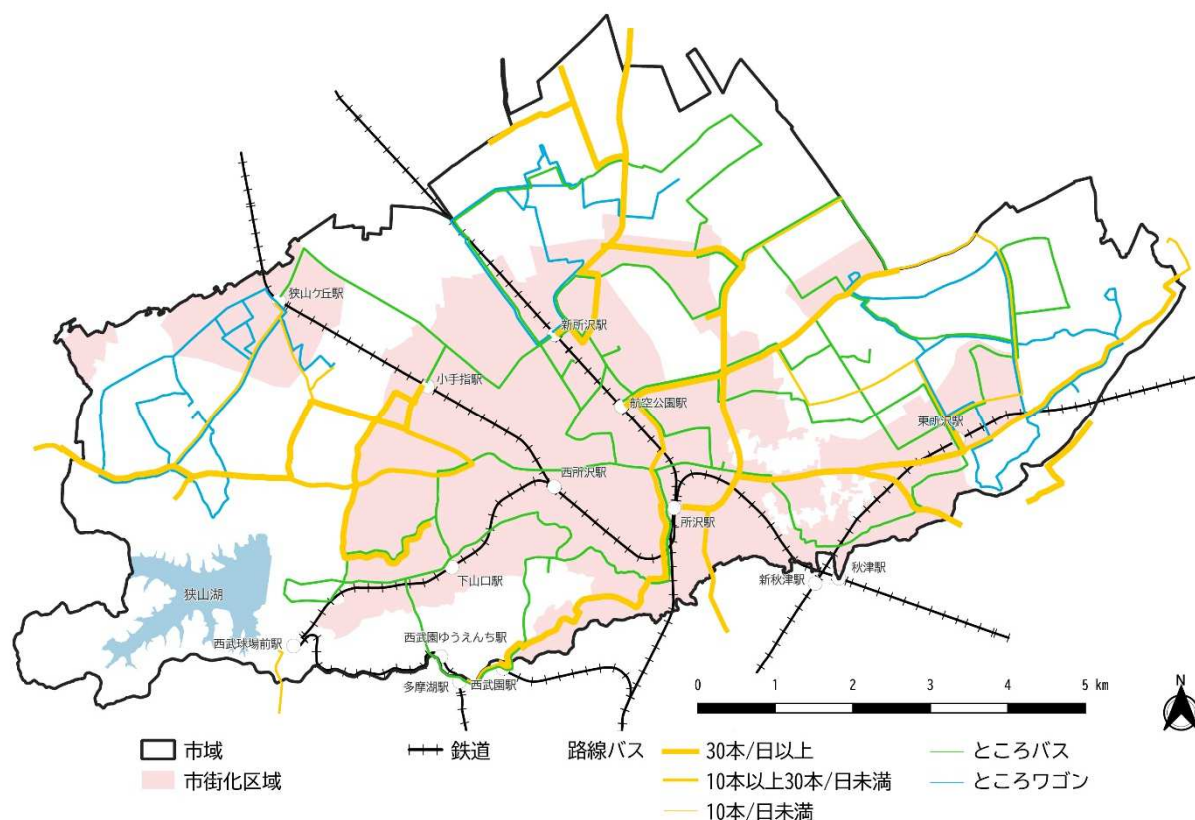 狭山ケ丘駅
新所沢駅
小手指駅
航空公園駅
東所沢駅
西所沢駅
所沢駅
秋津駅
新秋津駅
下山口駅
狭山湖
西武球場前駅
西武園ゆうえんち駅
多摩湖駅
西武園駅
0 1 2 3 4 5 km
N
市域
鉄道
路線バス
30本/日以上
ところバス
市街化区域
10本以上30本/日未満
ところワゴン
10本/日未満